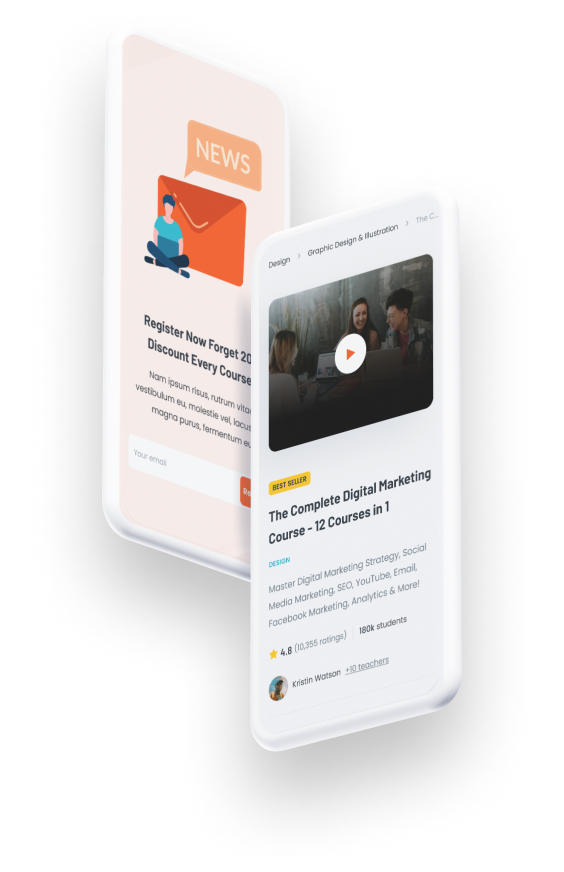 NEWS
Register Now Forget 20
Discount Every Course
Nam ipsum risus, rutrum vitae
vestibulum eu, molestie vel, lacus
magna purus, fermentum eu
Your email
Re
Design > Graphic Design & Illustration > The C...
BEST SELLER
The Complete Digital Marketing
Course - 12 Courses in 1
DESIGN
Master Digital Marketing Strategy, Social
Media Marketing, SEO, YouTube, Email,
Facebook Marketing, Analytics & More!
4.8 (10,355 ratings) 180k students
Kristin Watson +10 teachers